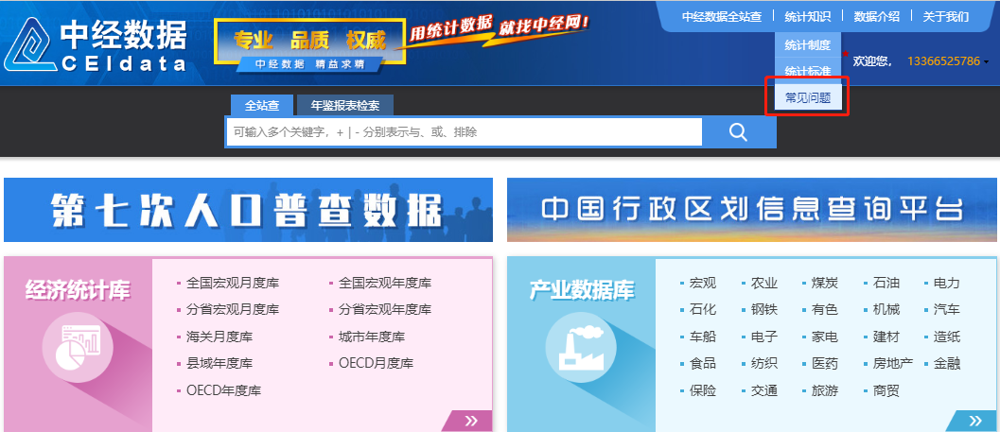 中经数据
CEIdata
专业 品质 权威
中经数据 精益求精
用统计数据 就找中经网!
中经数据全站查 统计知识 数据介绍 关于我们
统计制度
统计标准
常见问题
欢迎您, 13366525786
全站查 年鉴报表检索
可输入多个关键字，+ | - 分别表示与、或、排除
第七次人口普查数据
中国行政区划信息查询平台
经济统计库
全国宏观月度库 全国宏观年度库
分省宏观月度库 分省宏观年度库
海关月度库 城市年度库
县域年度库 OECD月度库
OECD年度库
»
产业数据库
宏观 农业 煤炭 石油 电力
石化 钢铁 有色 机械 汽车
车船 电子 家电 建材 造纸
食品 纺织 医药 房地产 金融
保险 交通 旅游 商贸
»